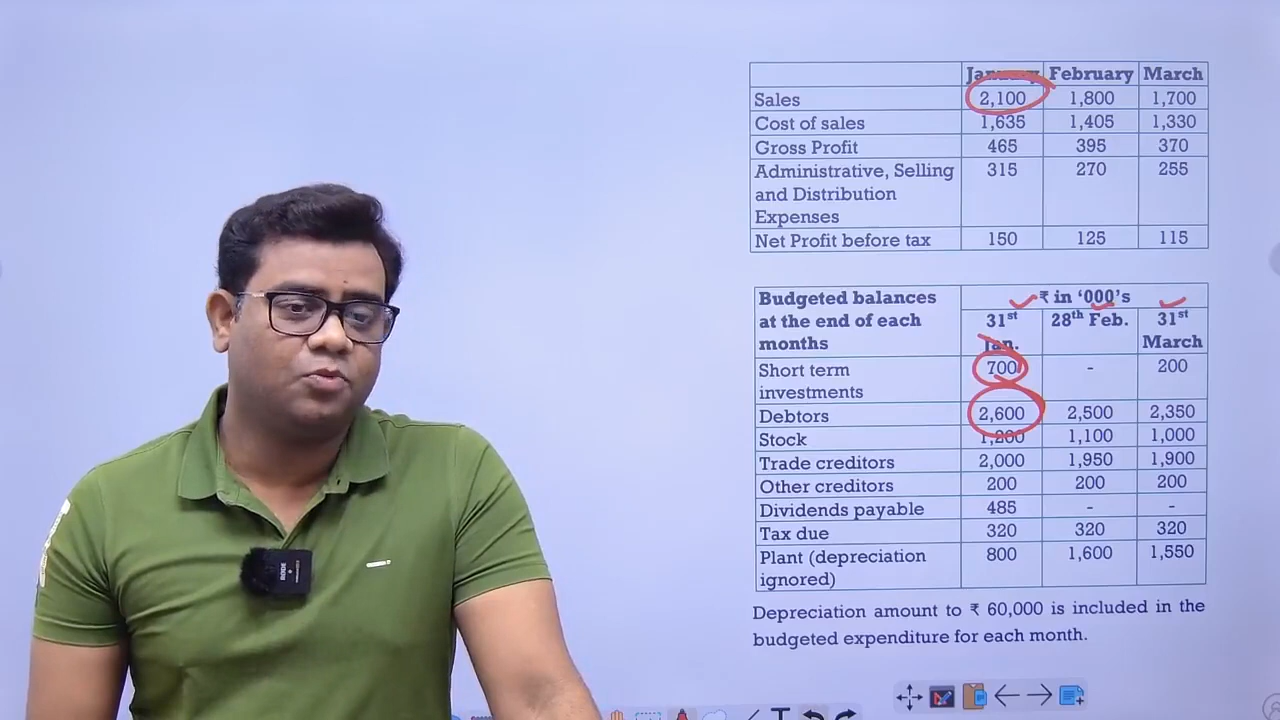 January February March
Sales 2,100 1,800 1,700
Cost of sales 1,635 1,405 1,330
Gross Profit 465 395 370
Administrative, Selling 315 270 255
and Distribution
Expenses
Net Profit before tax 150 125 115
Budgeted balances ₹ in ‘000’s
at the end of each 31st 28th Feb. 31st
months Jan. March
Short term 700 - 200
investments
Debtors 2,600 2,500 2,350
Stock 1,200 1,100 1,000
Trade creditors 2,000 1,950 1,900
Other creditors 200 200 200
Dividends payable 485 - -
Tax due 320 320 320
Plant (depreciation 800 1,600 1,550
ignored)
Depreciation amount to ₹ 60,000 is included in the
budgeted expenditure for each month.
RODE